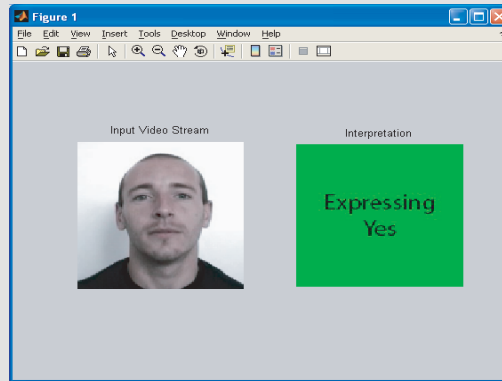 Figure 1
File Edit View Insert Tools Desktop Window Help
Input Video Stream
Interpretation
Expressing
Yes